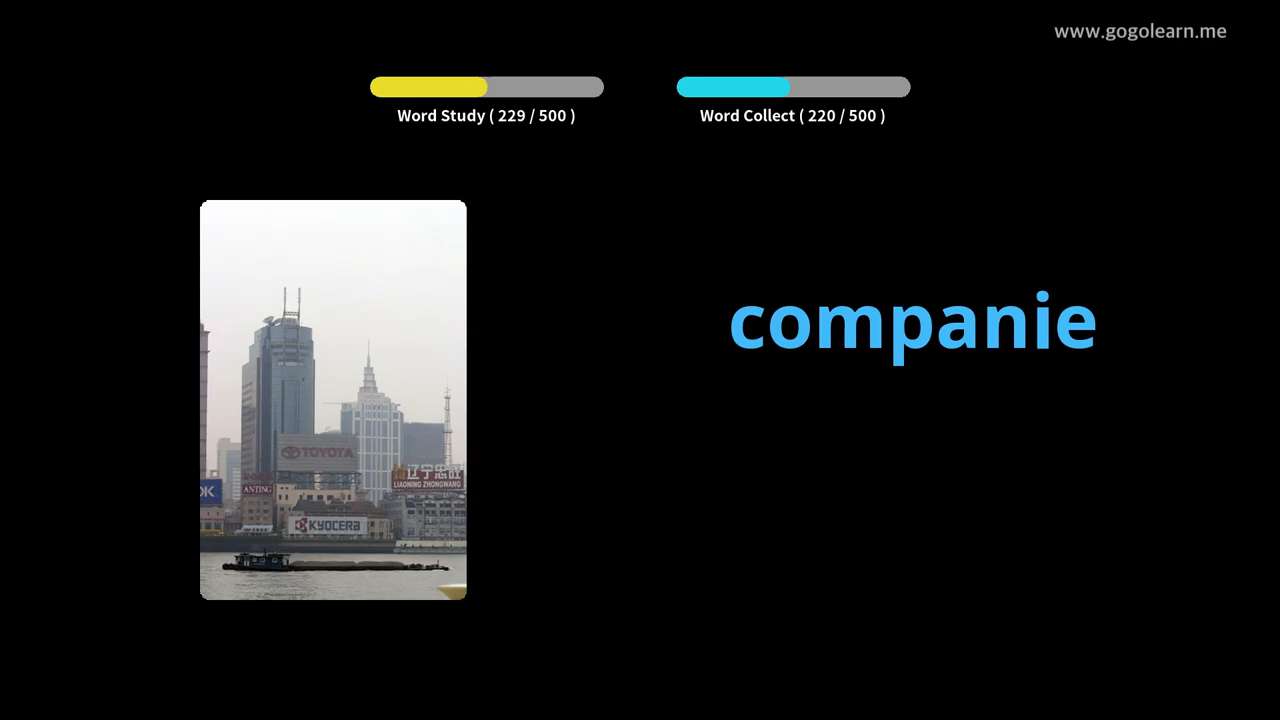 www.gogolearn.me
Word Study ( 229 / 500 )
Word Collect ( 220 / 500 )
companie
TOYOTA
辽宁忠旺
LIAONING ZHONGWANG
OK
ANTING
KYOCERA